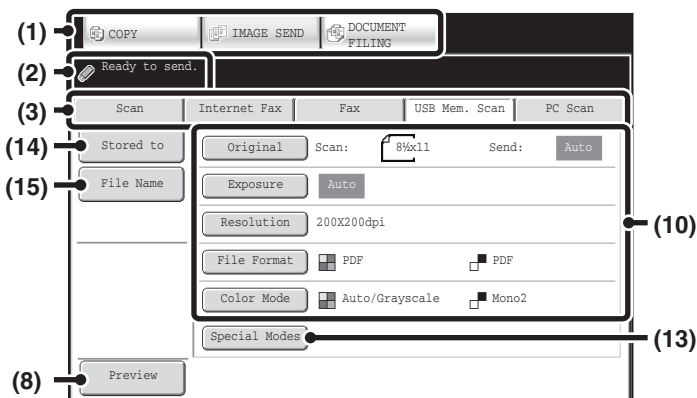 (1) COPY IMAGE SEND DOCUMENT
FILING
(2) Ready to send.
(3) Scan Internet Fax Fax USB Mem. Scan PC Scan
(14) Stored to Original Scan: 8½x11 Send: Auto
(15) File Name Exposure Auto
Resolution 200X200dpi (10)
File Format PDF PDF
Color Mode Auto/Grayscale Mono2
Special Modes (13)
(8) Preview